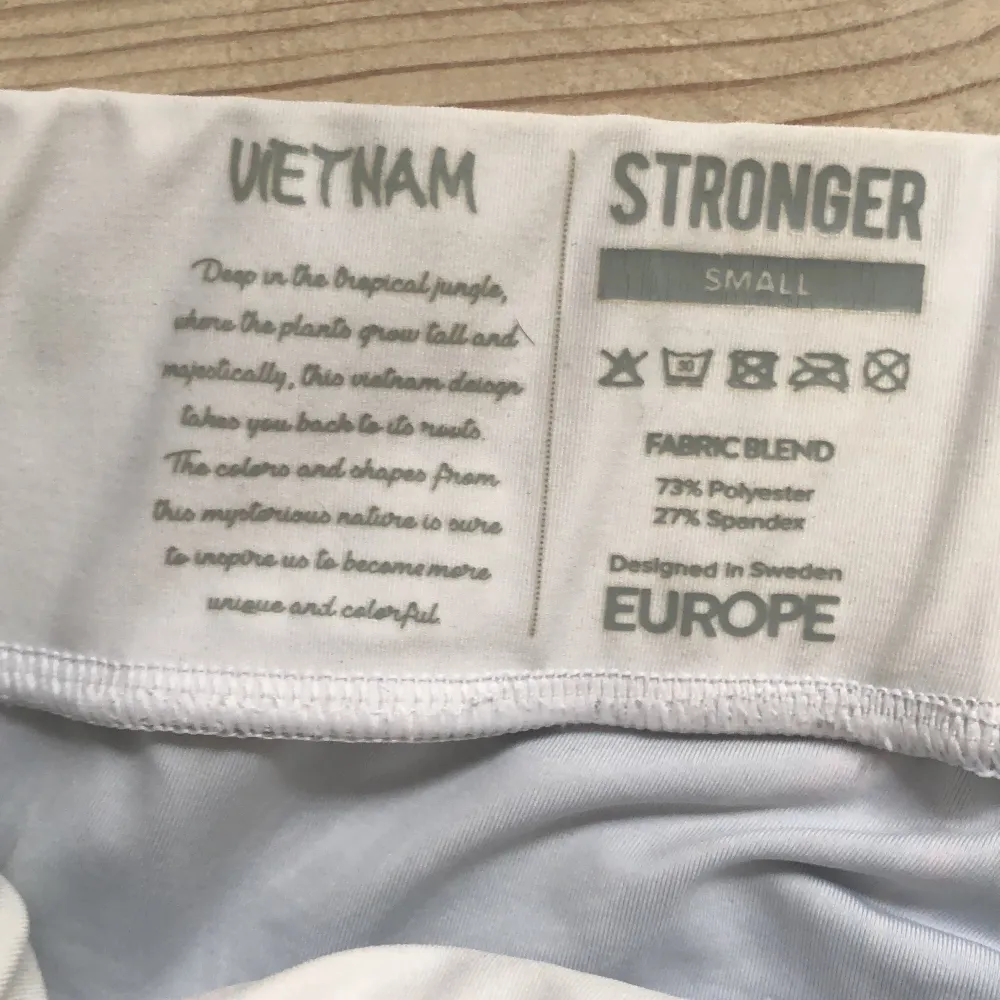 VIETNAM
Deep in the tropical jungle,
where the plants grow tall and
majestically, this vietnam design
takes you back to its roots.
The colors and shapes from
this mysterious nature is sure
to inspire us to become more
unique and colorful.
STRONGER
SMALL
30
FABRIC BLEND
73% Polyester
27% Spandex
Designed in Sweden
EUROPE